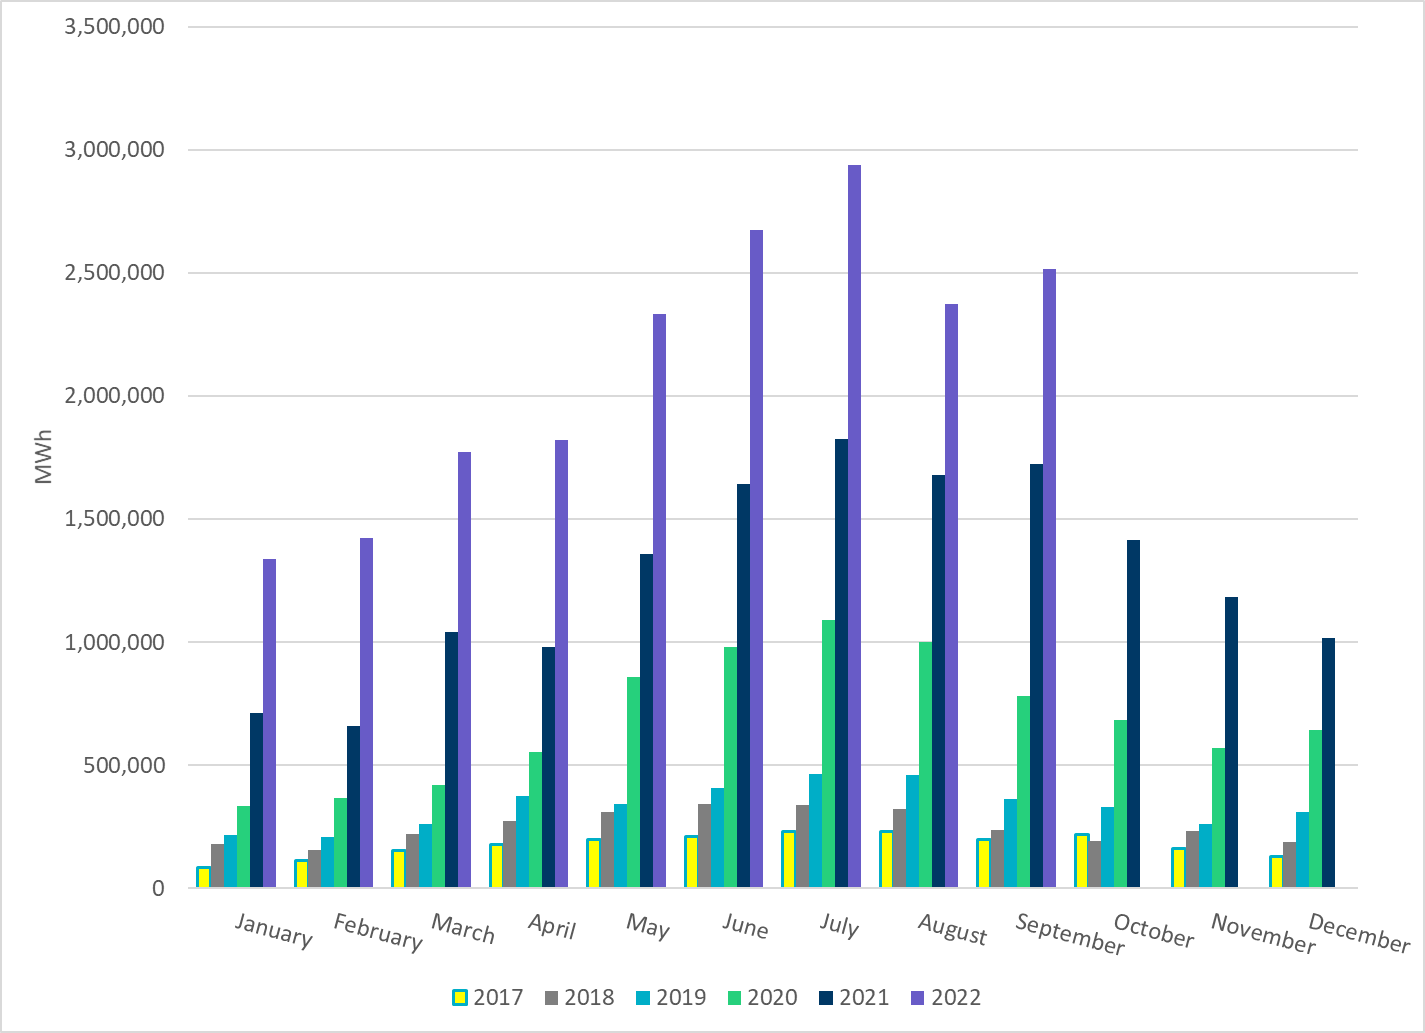 3,500,000
3,000,000
2,500,000
2,000,000
1,500,000
1,000,000
500,000
0
MWh
January
February
March
April
May
June
July
August
September
October
November
December
2017
2018
2019
2020
2021
2022